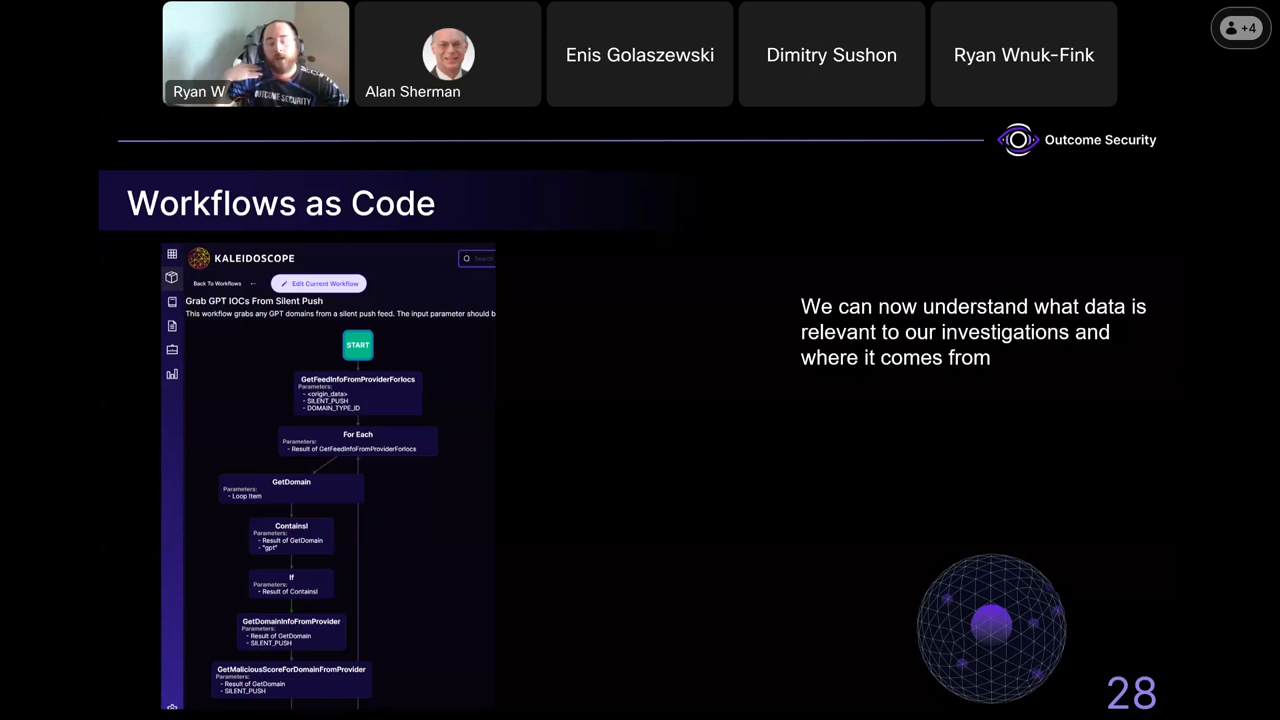 +4
Enis Golaszewski
Dimitry Sushon
Ryan Wnuk-Fink
Ryan W
OUTCOME SECURITY
Alan Sherman
Outcome Security
Workflows as Code
KALEIDOSCOPE
Search
Back To Workflows
Edit Current Workflow
Grab GPT IOCs From Silent Push
This workflow grabs any GPT domains from a silent push feed. The input parameter should b
START
GetFeedInfoFromProviderForIocs
Parameters:
- <origin_data>
- SILENT_PUSH
- DOMAIN_TYPE_ID
For Each
Parameters:
- Result of GetFeedInfoFromProviderForIocs
GetDomain
Parameters:
- Loop Item
ContainsI
Parameters:
- Result of GetDomain
- "gpt"
If
Parameters:
- Result of ContainsI
GetDomainInfoFromProvider
Parameters:
- Result of GetDomain
- SILENT_PUSH
GetMaliciousScoreForDomainFromProvider
Parameters:
- Result of GetDomain
- SILENT_PUSH
We can now understand what data is
relevant to our investigations and
where it comes from
28